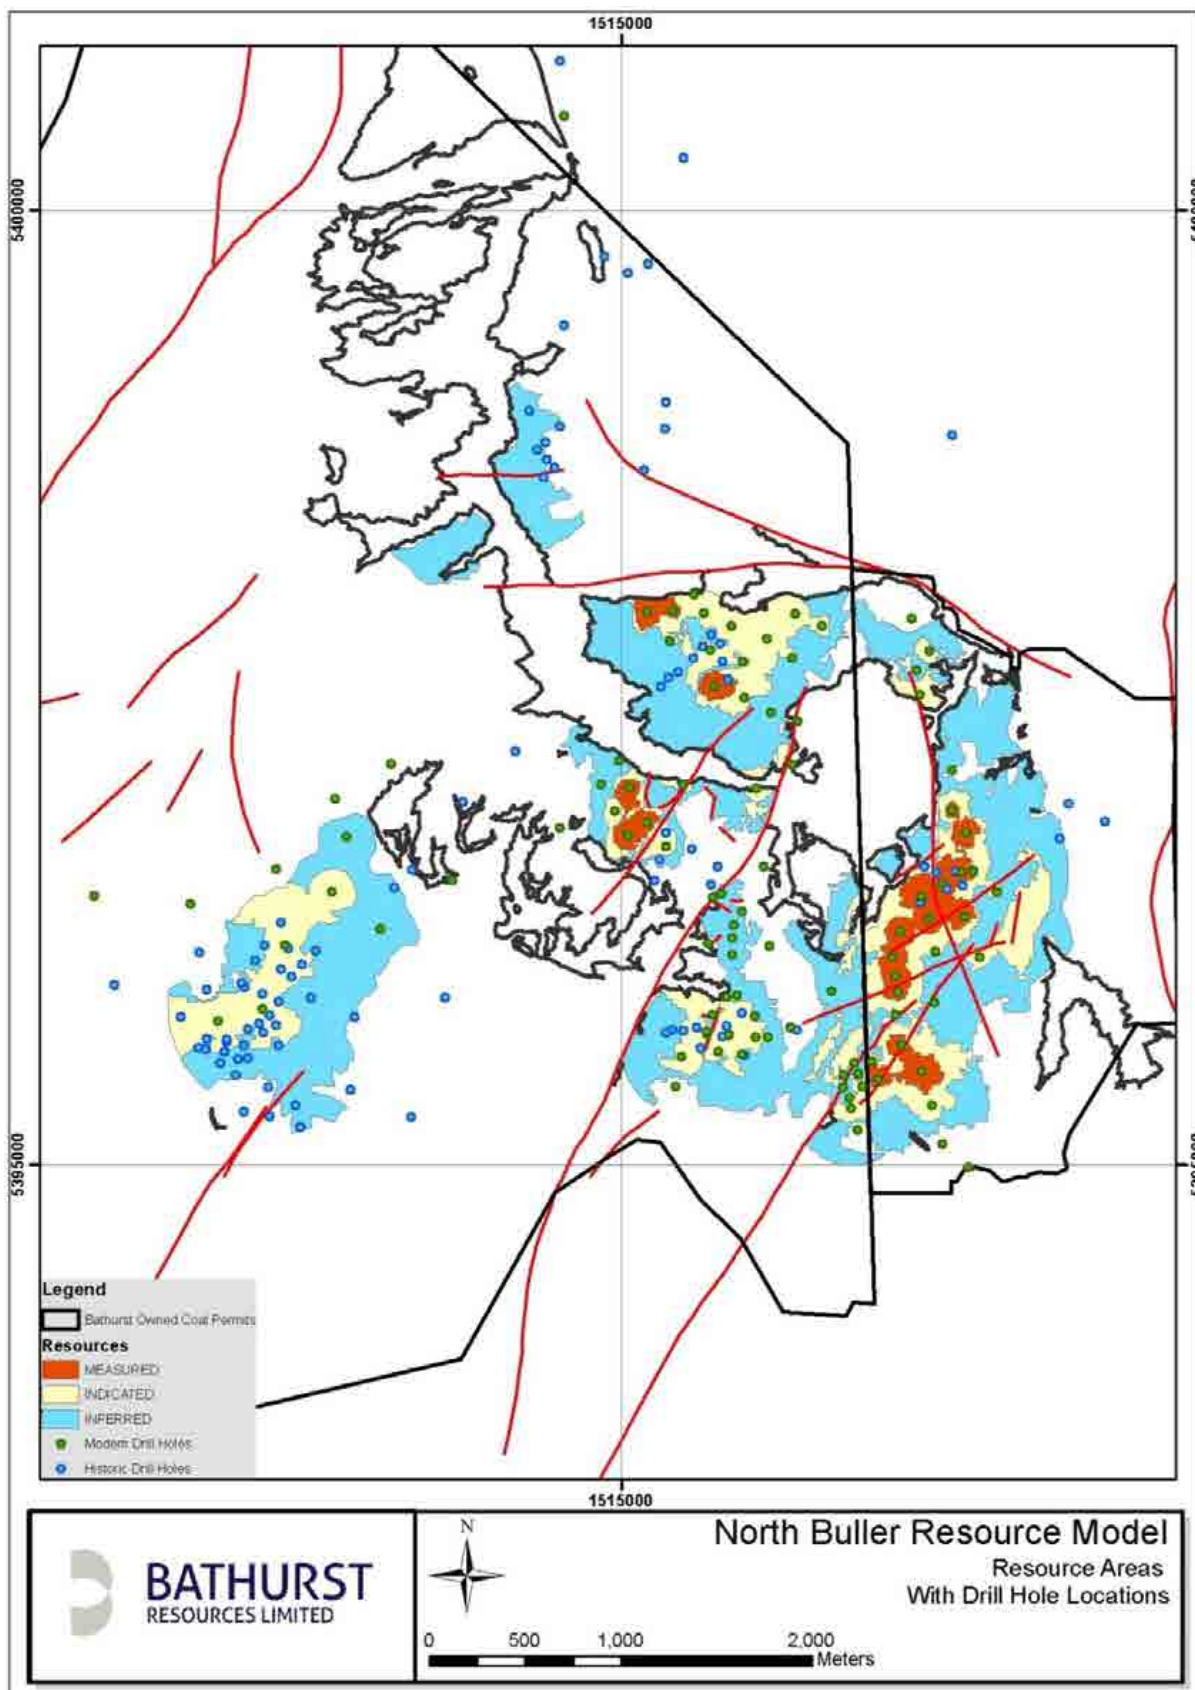 1515000
5400000
5400000
5395000
5395000
Legend
Bathurst Owned Coal Permits
Resources
MEASURED
INDICATED
INFERRED
Modern Drill Holes
Historic Drill Holes
1515000
BATHURST
RESOURCES LIMITED
N
0 500 1,000 2,000
Meters
North Buller Resource Model
Resource Areas
With Drill Hole Locations